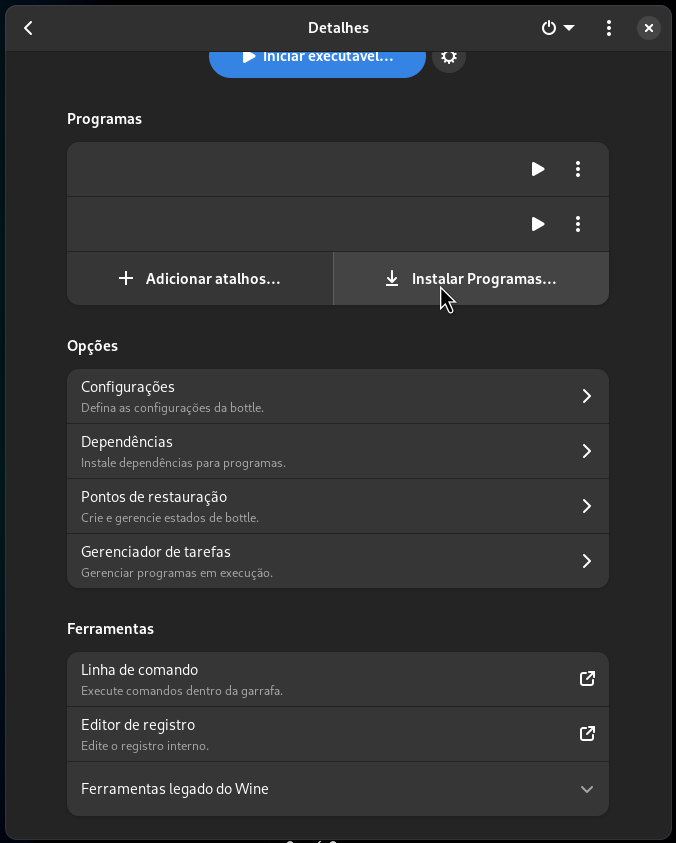 Detalhes
Iniciar executável...
Programas
Adicionar atalhos...
Instalar Programas...
Opções
Configurações
Defina as configurações da bottle.
Dependências
Instale dependências para programas.
Pontos de restauração
Crie e gerencie estados de bottle.
Gerenciador de tarefas
Gerenciar programas em execução.
Ferramentas
Linha de comando
Execute comandos dentro da garrafa.
Editor de registro
Edite o registro interno.
Ferramentas legado do Wine